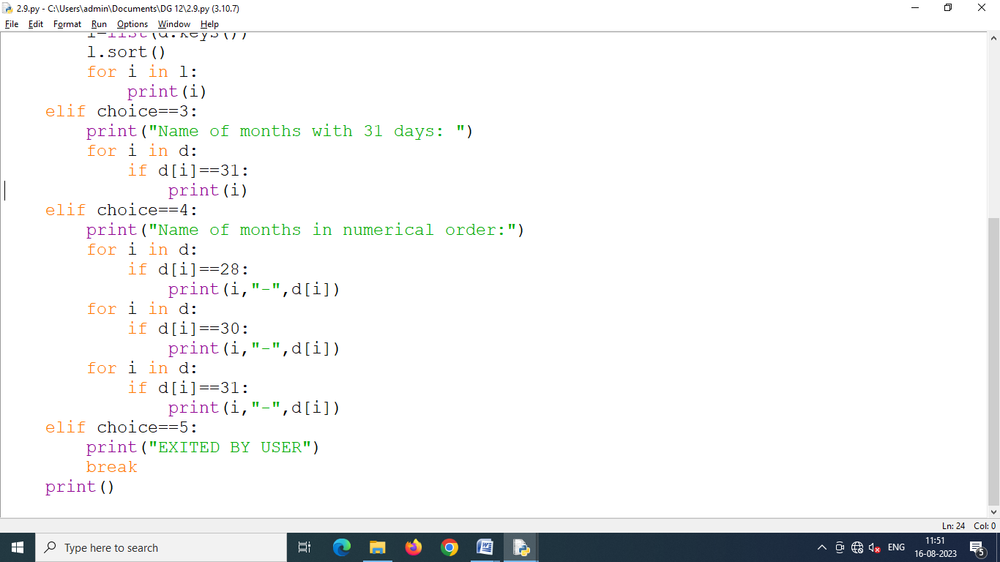 2.9.py - C:\Users\admin\Documents\DG 12\2.9.py (3.10.7)
File Edit Format Run Options Window Help
        l=list(d.keys())
        l.sort()
        for i in l:
            print(i)
    elif choice==3:
        print("Name of months with 31 days: ")
        for i in d:
            if d[i]==31:
                print(i)
    elif choice==4:
        print("Name of months in numerical order:")
        for i in d:
            if d[i]==28:
                print(i,"-",d[i])
        for i in d:
            if d[i]==30:
                print(i,"-",d[i])
        for i in d:
            if d[i]==31:
                print(i,"-",d[i])
    elif choice==5:
        print("EXITED BY USER")
        break
    print()
Ln: 24 Col: 0
Type here to search
ENG
11:51
16-08-2023
5